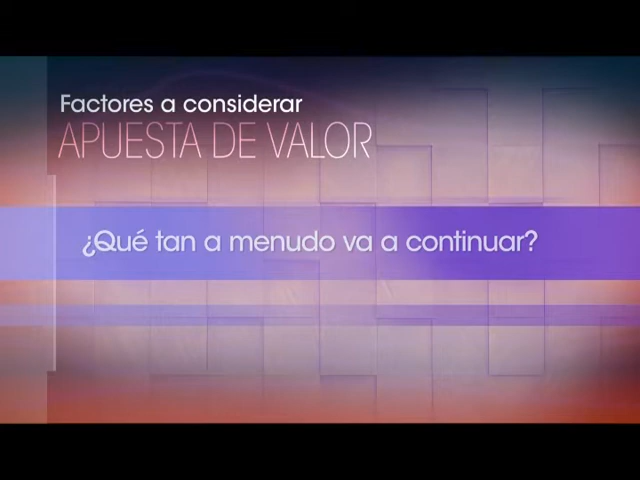 Factores a considerar
APUESTA DE VALOR
¿Qué tan a menudo va a continuar?